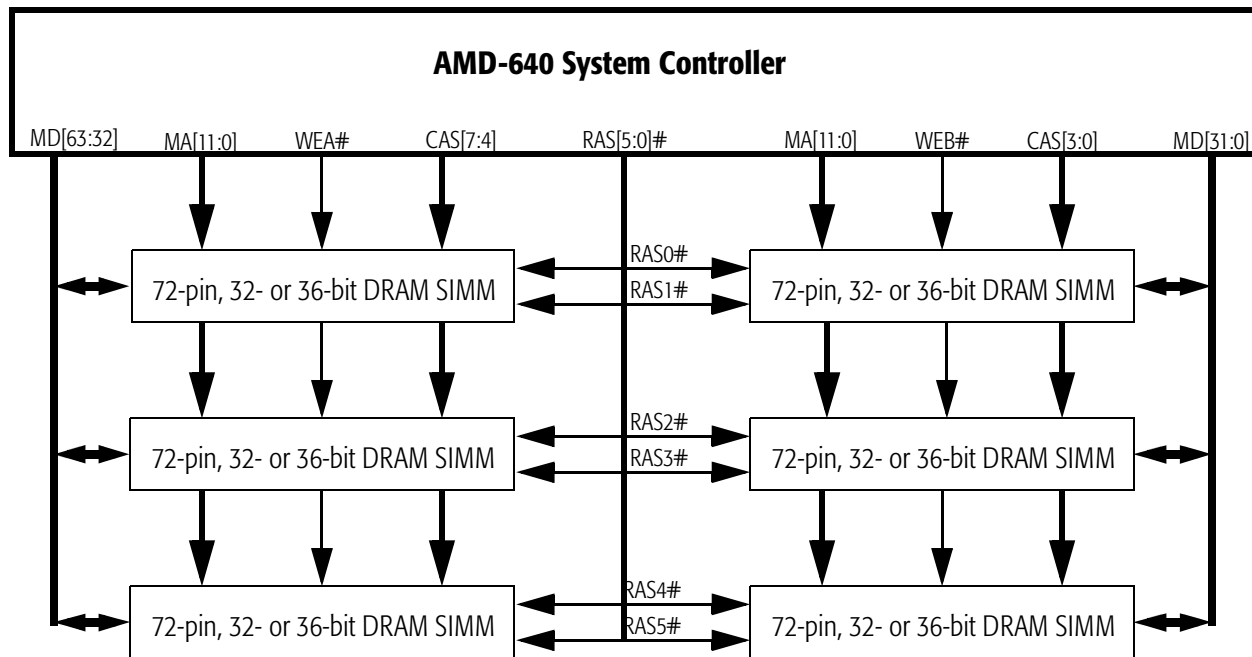 AMD-640 System Controller
MD[63:32] MA[11:0] WEA# CAS[7:4] RAS[5:0]# MA[11:0] WEB# CAS[3:0] MD[31:0]
RAS0#
72-pin, 32- or 36-bit DRAM SIMM 72-pin, 32- or 36-bit DRAM SIMM
RAS1#
RAS2#
72-pin, 32- or 36-bit DRAM SIMM 72-pin, 32- or 36-bit DRAM SIMM
RAS3#
RAS4#
72-pin, 32- or 36-bit DRAM SIMM 72-pin, 32- or 36-bit DRAM SIMM
RAS5#